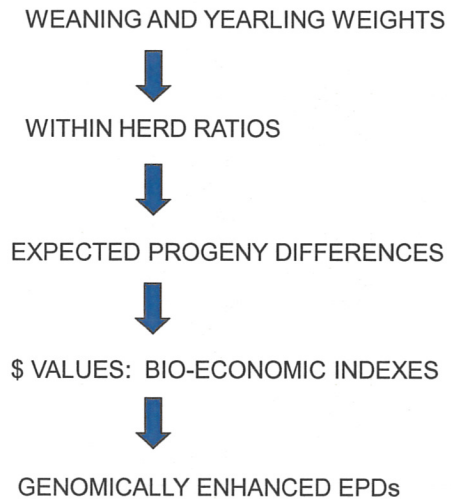 WEANING AND YEARLING WEIGHTS
WITHIN HERD RATIOS
EXPECTED PROGENY DIFFERENCES
$ VALUES: BIO-ECONOMIC INDEXES
GENOMICALLY ENHANCED EPDs